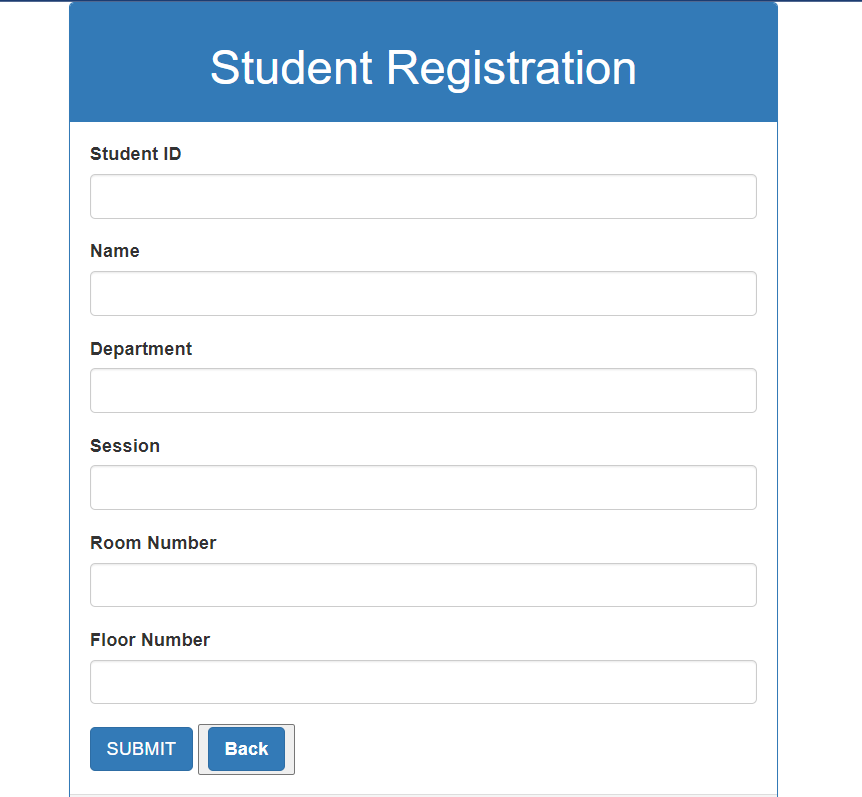 Student Registration
Student ID
Name
Department
Session
Room Number
Floor Number
SUBMIT Back